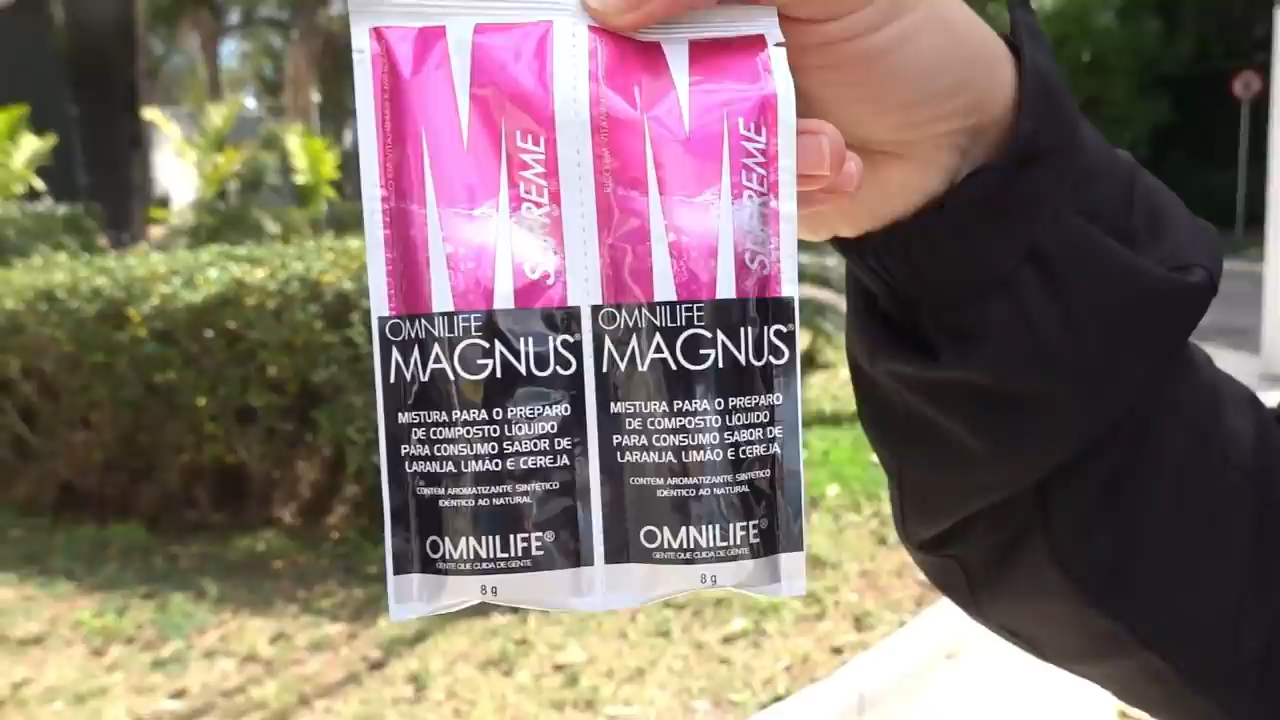 SUPREME
OMNILIFE
MAGNUS®
MISTURA PARA O PREPARO
DE COMPOSTO LÍQUIDO
PARA CONSUMO SABOR DE
LARANJA, LIMÃO E CEREJA
CONTÉM AROMATIZANTE SINTÉTICO
IDÊNTICO AO NATURAL
OMNILIFE®
GENTE QUE CUIDA DE GENTE
8 g
SUPREME
OMNILIFE
MAGNUS®
MISTURA PARA O PREPARO
DE COMPOSTO LÍQUIDO
PARA CONSUMO SABOR DE
LARANJA, LIMÃO E CEREJA
CONTÉM AROMATIZANTE SINTÉTICO
IDÊNTICO AO NATURAL
OMNILIFE®
GENTE QUE CUIDA DE GENTE
8 g